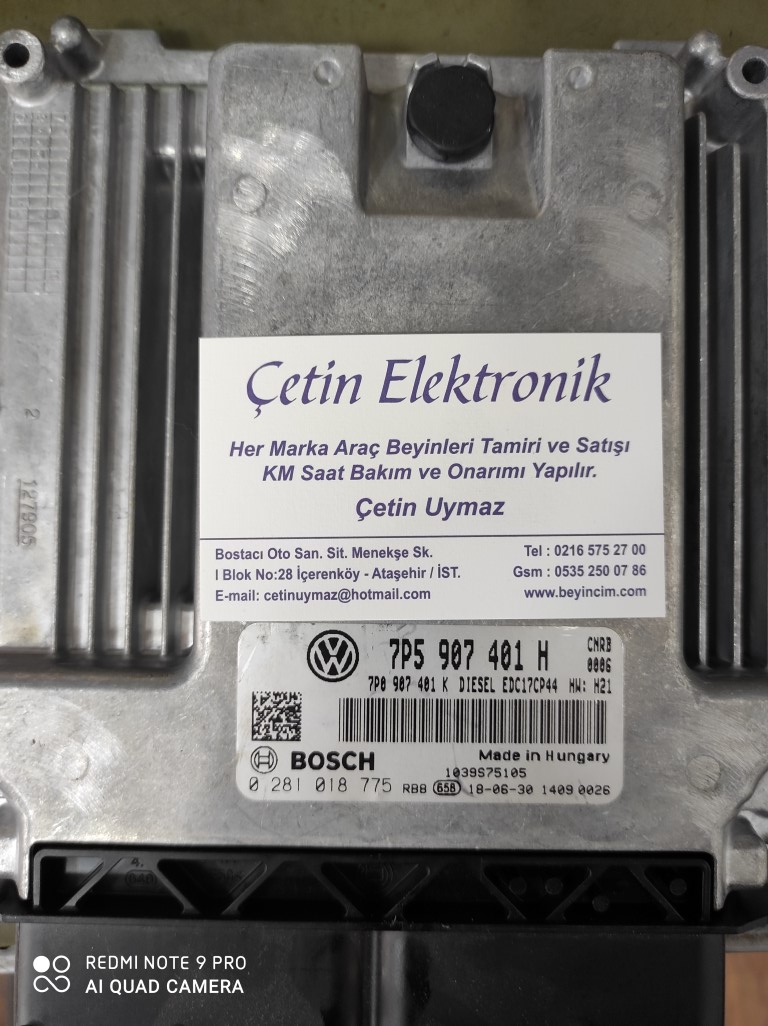 2 127905
Çetin Elektronik
Her Marka Araç Beyinleri Tamiri ve Satışı
KM Saat Bakım ve Onarımı Yapılır.
Çetin Uymaz
Bostacı Oto San. Sit. Menekşe Sk.
I Blok No:28 İçerenköy - Ataşehir / İST.
E-mail: cetinuymaz@hotmail.com
Tel : 0216 575 27 00
Gsm : 0535 250 07 86
www.beyincim.com
7P5 907 401 H CNRB
0006
7P0 907 401 K DIESEL EDC17CP44 HW: H21
BOSCH
Made in Hungary
1039S75105
0 281 018 775 RBB 658 18-06-30 1409 0026
4.
REDMI NOTE 9 PRO
AI QUAD CAMERA